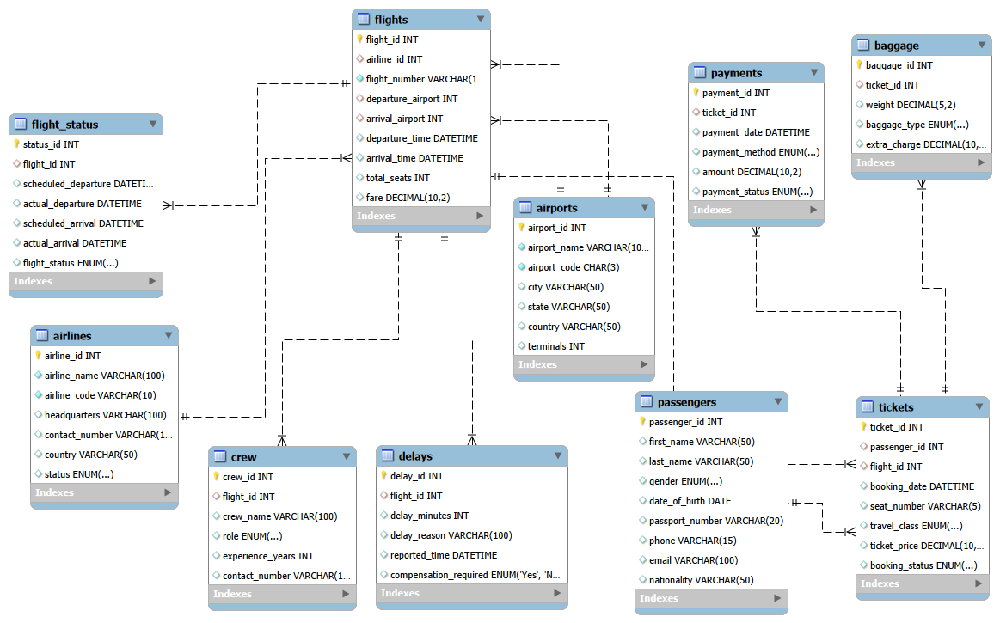 flights
flight_id INT
airline_id INT
flight_number VARCHAR(1...
departure_airport INT
arrival_airport INT
departure_time DATETIME
arrival_time DATETIME
total_seats INT
fare DECIMAL(10,2)
Indexes
baggage
baggage_id INT
ticket_id INT
weight DECIMAL(5,2)
baggage_type ENUM(...)
extra_charge DECIMAL(10,...
Indexes
payments
payment_id INT
ticket_id INT
payment_date DATETIME
payment_method ENUM(...)
amount DECIMAL(10,2)
payment_status ENUM(...)
Indexes
flight_status
status_id INT
flight_id INT
scheduled_departure DATETI...
actual_departure DATETIME
scheduled_arrival DATETIME
actual_arrival DATETIME
flight_status ENUM(...)
Indexes
airports
airport_id INT
airport_name VARCHAR(10...
airport_code CHAR(3)
city VARCHAR(50)
state VARCHAR(50)
country VARCHAR(50)
terminals INT
Indexes
airlines
airline_id INT
airline_name VARCHAR(100)
airline_code VARCHAR(10)
headquarters VARCHAR(100)
contact_number VARCHAR(1...
country VARCHAR(50)
status ENUM(...)
Indexes
crew
crew_id INT
flight_id INT
crew_name VARCHAR(100)
role ENUM(...)
experience_years INT
contact_number VARCHAR(1...
Indexes
delays
delay_id INT
flight_id INT
delay_minutes INT
delay_reason VARCHAR(100)
reported_time DATETIME
compensation_required ENUM('Yes', 'N...
Indexes
passengers
passenger_id INT
first_name VARCHAR(50)
last_name VARCHAR(50)
gender ENUM(...)
date_of_birth DATE
passport_number VARCHAR(20)
phone VARCHAR(15)
email VARCHAR(100)
nationality VARCHAR(50)
Indexes
tickets
ticket_id INT
passenger_id INT
flight_id INT
booking_date DATETIME
seat_number VARCHAR(5)
travel_class ENUM(...)
ticket_price DECIMAL(10,...
booking_status ENUM(...)
Indexes